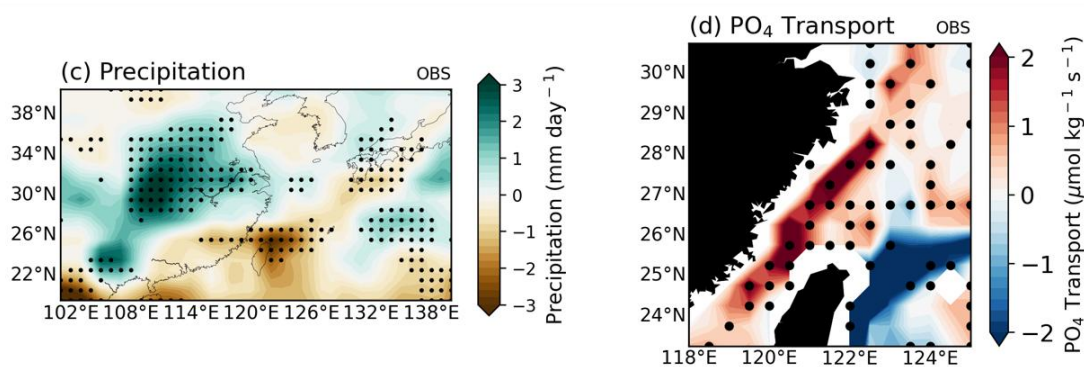 (c) Precipitation OBS
38°N
34°N
30°N
26°N
22°N
102°E 108°E 114°E 120°E 126°E 132°E 138°E
3
2
1
0
−1
−2
−3
Precipitation (mm day⁻¹)
(d) PO₄ Transport OBS
30°N
29°N
28°N
27°N
26°N
25°N
24°N
118°E 120°E 122°E 124°E
2
1
0
−1
−2
PO₄ Transport (μmol kg⁻¹ s⁻¹)